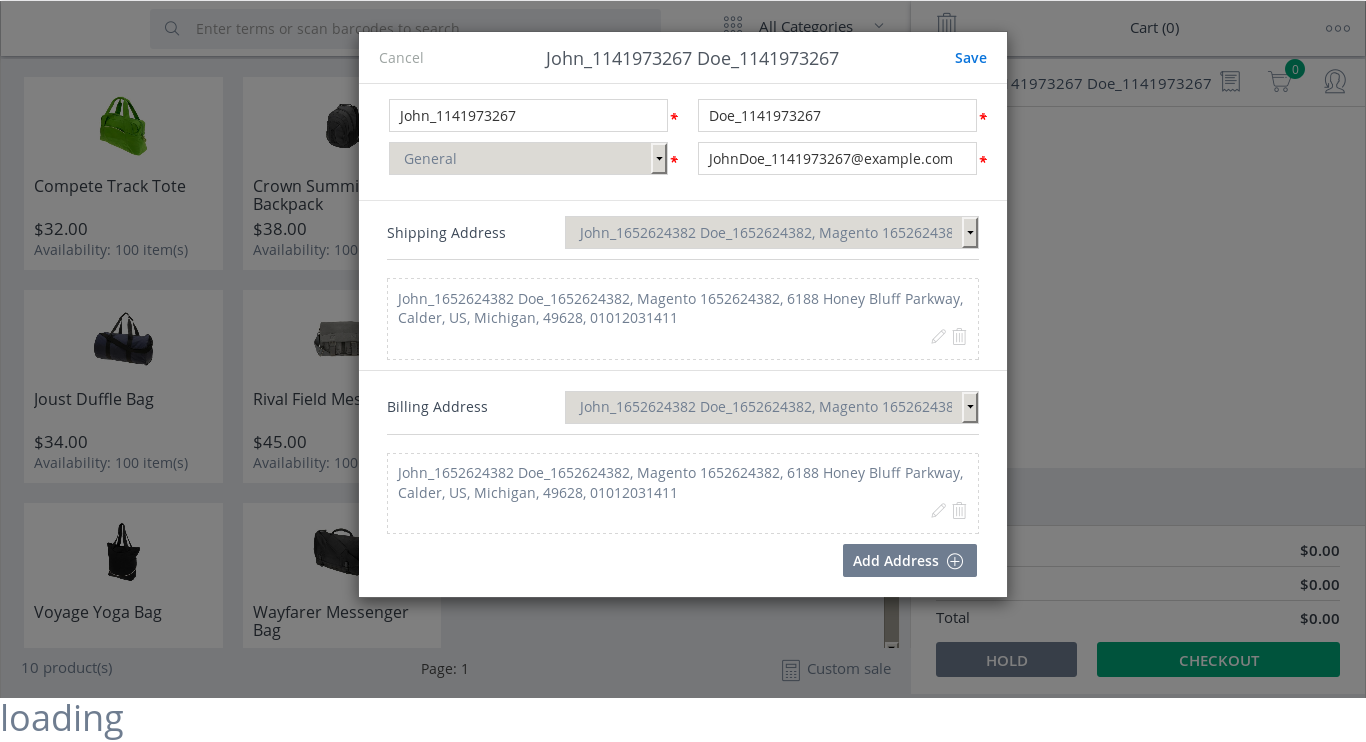 Enter terms or scan barcodes to search
All Categories
Cart (0)
Cancel
John_1141973267 Doe_1141973267
Save
41973267 Doe_1141973267
0
John_1141973267 *
Doe_1141973267 *
General *
JohnDoe_1141973267@example.com *
Shipping Address
John_1652624382 Doe_1652624382, Magento 165262438
John_1652624382 Doe_1652624382, Magento 1652624382, 6188 Honey Bluff Parkway,
Calder, US, Michigan, 49628, 01012031411
Billing Address
John_1652624382 Doe_1652624382, Magento 165262438
John_1652624382 Doe_1652624382, Magento 1652624382, 6188 Honey Bluff Parkway,
Calder, US, Michigan, 49628, 01012031411
Add Address
Compete Track Tote
$32.00
Availability: 100 item(s)
Crown Summi
Backpack
$38.00
Availability: 100
Joust Duffle Bag
$34.00
Availability: 100 item(s)
Rival Field Mes
$45.00
Availability: 100
Voyage Yoga Bag
Wayfarer Messenger
Bag
10 product(s)
Page: 1
Custom sale
$0.00
$0.00
Total
$0.00
HOLD
CHECKOUT
loading